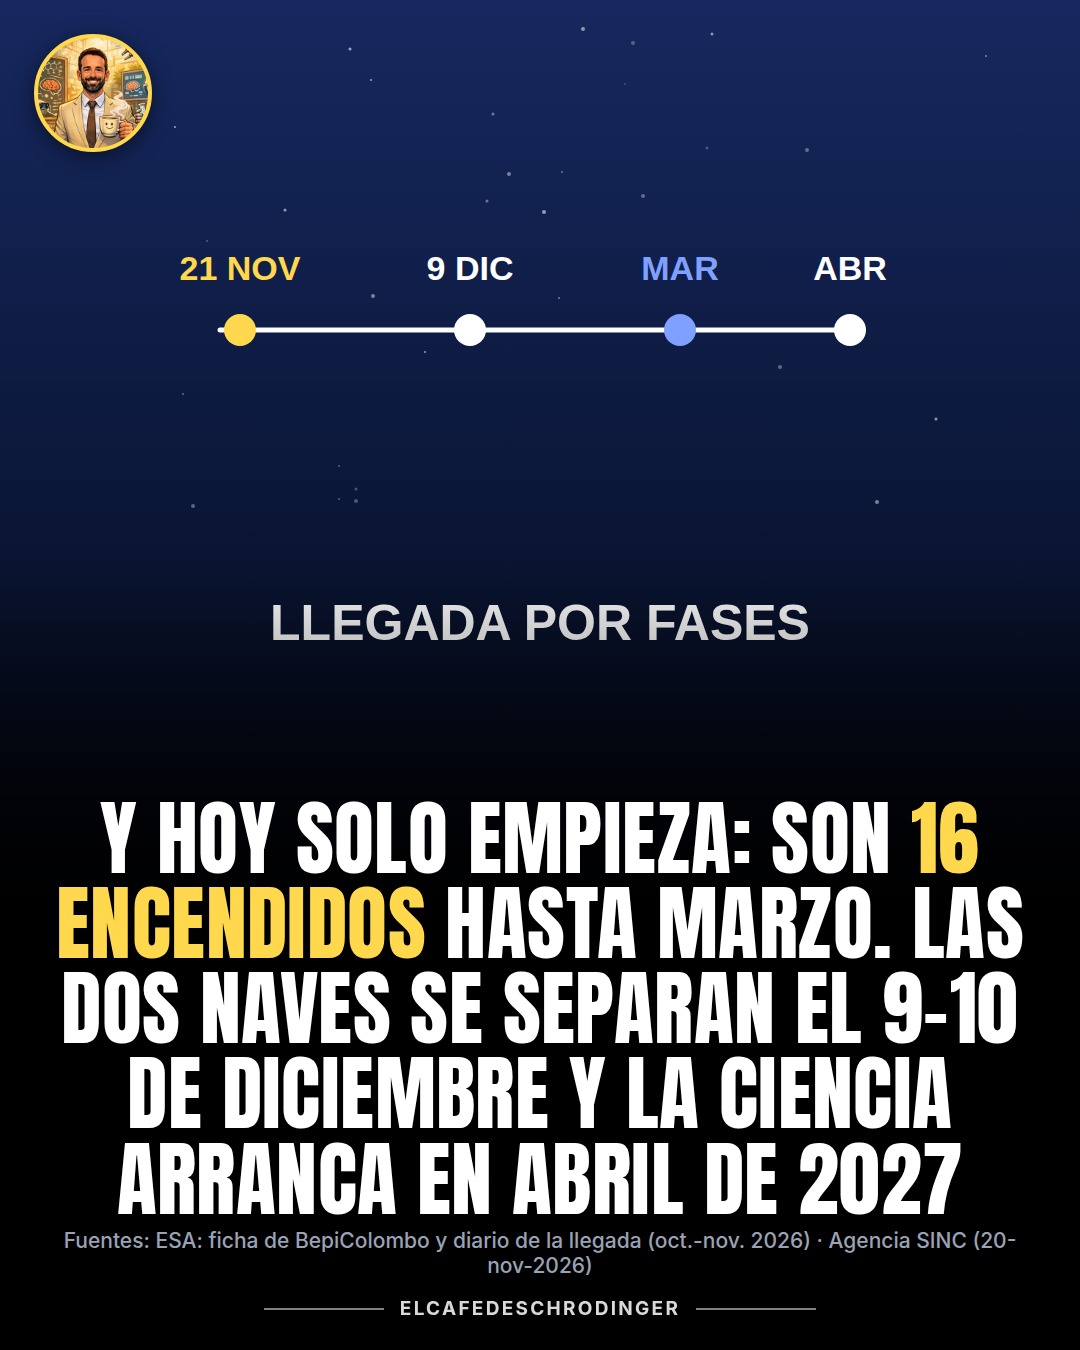 21 NOV 9 DIC MAR ABR
LLEGADA POR FASES
Y HOY SOLO EMPIEZA: SON 16
ENCENDIDOS HASTA MARZO. LAS
DOS NAVES SE SEPARAN EL 9-10
DE DICIEMBRE Y LA CIENCIA
ARRANCA EN ABRIL DE 2027
Fuentes: ESA: ficha de BepiColombo y diario de la llegada (oct.-nov. 2026) · Agencia SINC (20-
nov-2026)
ELCAFEDESCHRODINGER